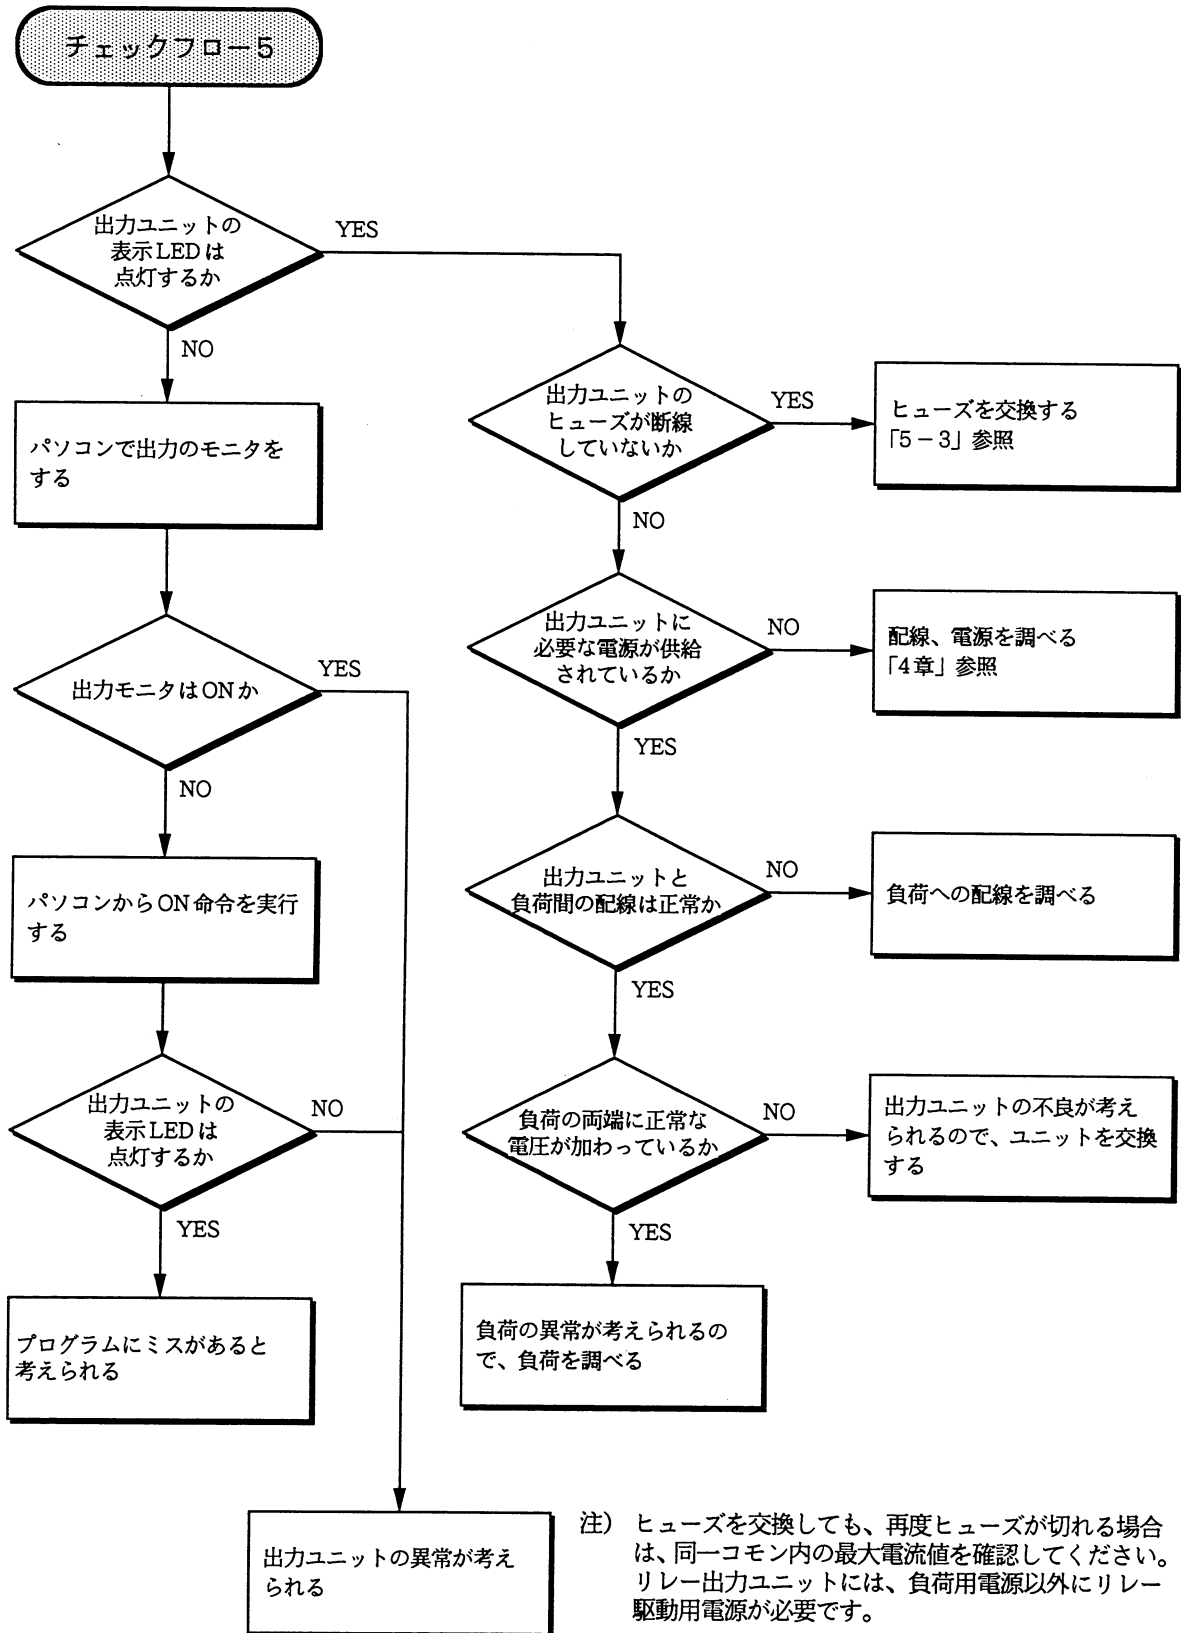 チェックフロー5
出力ユニットの
表示LEDは
点灯するか
YES
NO
パソコンで出力のモニタを
する
出力モニタはONか
YES
NO
パソコンからON命令を実行
する
出力ユニットの
表示LEDは
点灯するか
NO
YES
プログラムにミスがあると
考えられる
出力ユニットの異常が考え
られる
出力ユニットの
ヒューズが断線
していないか
YES
ヒューズを交換する
「5-3」参照
NO
出力ユニットに
必要な電源が供給
されているか
NO
配線、電源を調べる
「4章」参照
YES
出力ユニットと
負荷間の配線は正常か
NO
負荷への配線を調べる
YES
負荷の両端に正常な
電圧が加わっているか
NO
出力ユニットの不良が考え
られるので、ユニットを交換
する
YES
負荷の異常が考えられるの
で、負荷を調べる
注) ヒューズを交換しても、再度ヒューズが切れる場合
は、同一コモン内の最大電流値を確認してください。
リレー出力ユニットには、負荷用電源以外にリレー
駆動用電源が必要です。